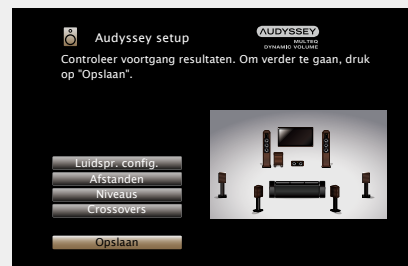 Audyssey setup
AUDYSSEY
MULTEQ
DYNAMIC VOLUME
Controleer voortgang resultaten. Om verder te gaan, druk
op "Opslaan".
Luidspr. config.
Afstanden
Niveaus
Crossovers
Opslaan